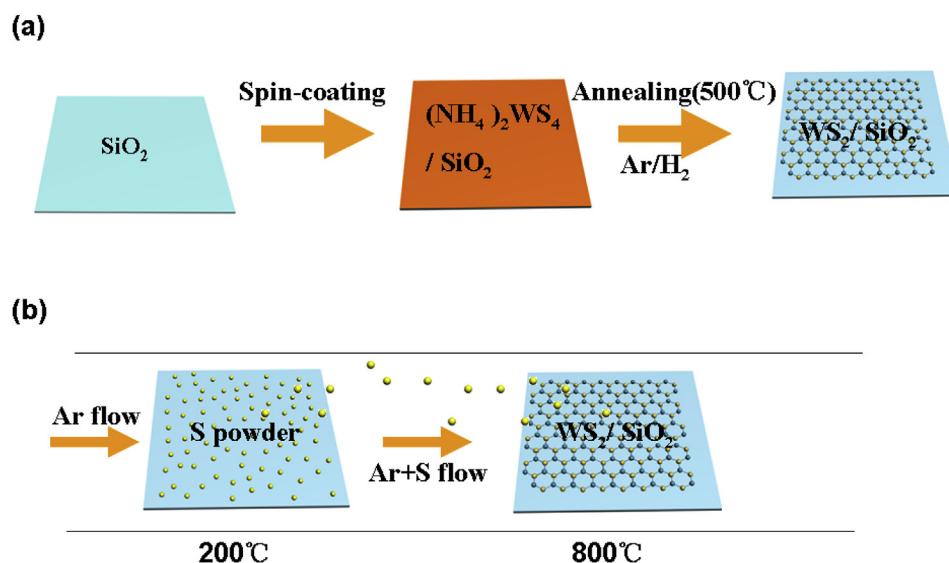 (a)
SiO₂
Spin-coating
(NH₄ )₂WS₄
/ SiO₂
Annealing(500℃)
Ar/H₂
WS₂/ SiO₂
(b)
Ar flow
S powder
Ar+S flow
WS₂/ SiO₂
200℃
800℃